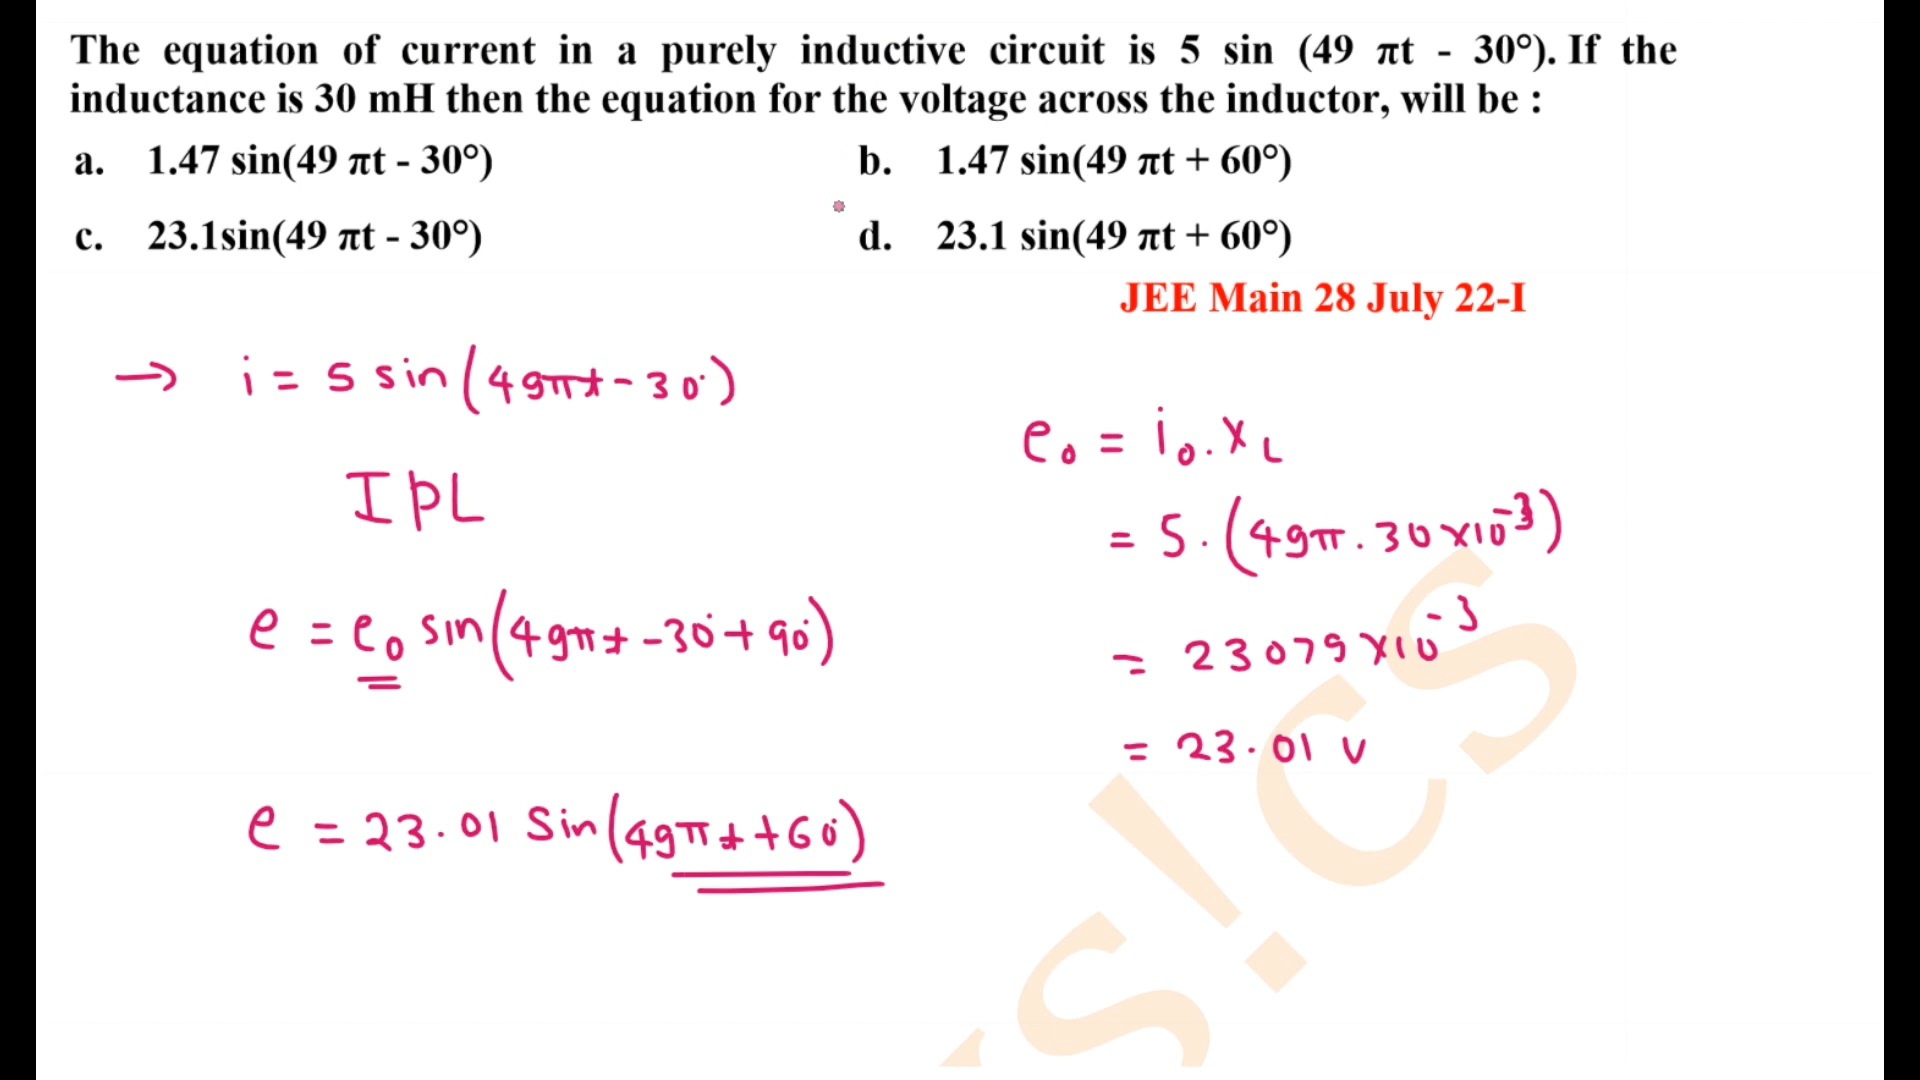 The equation of current in a purely inductive circuit is 5 sin (49 πt - 30°). If the
inductance is 30 mH then the equation for the voltage across the inductor, will be :
a. 1.47 sin(49 πt - 30°) b. 1.47 sin(49 πt + 60°)
c. 23.1sin(49 πt - 30°) d. 23.1 sin(49 πt + 60°)
JEE Main 28 July 22-I
→ i = 5 sin(49πt - 30°)
IPL
e = e₀ sin(49πt - 30° + 90°)
e = 23.01 Sin(49πt + 60°)
e₀ = i₀ . X_L
= 5 . (49π . 30 × 10⁻³)
= 23079 × 10⁻³
= 23.01 V
s!cs